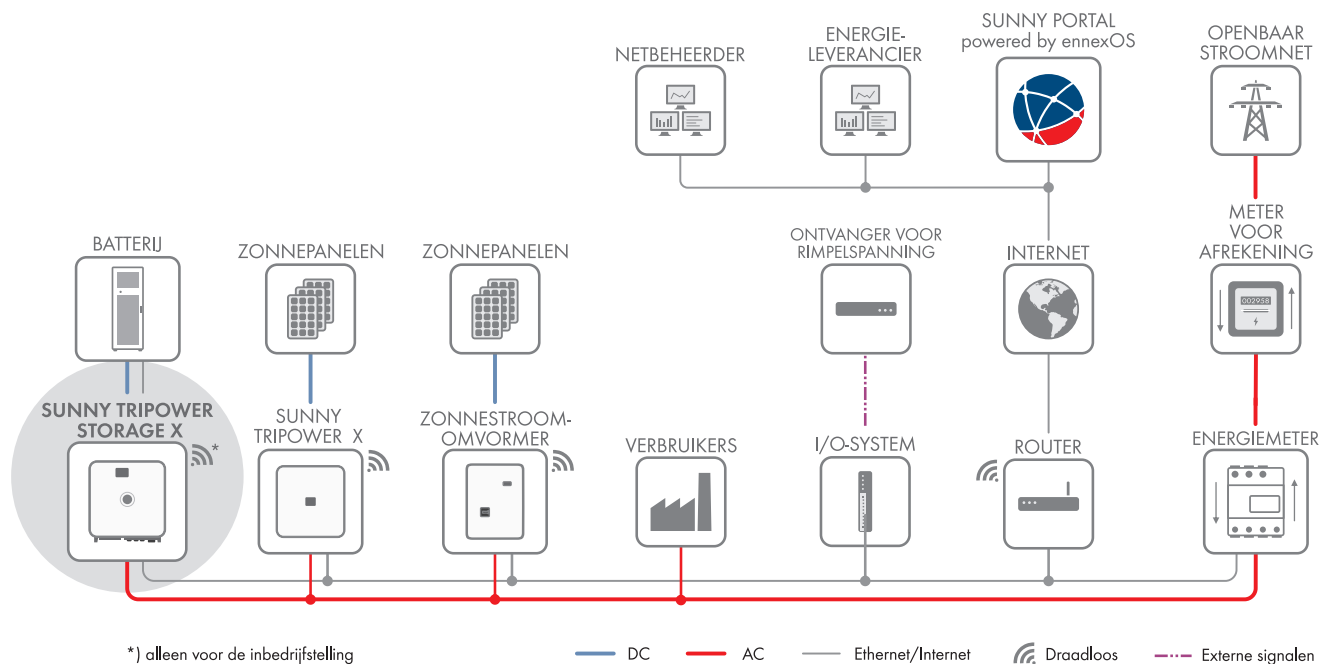 NETBEHEERDER
ENERGIE-
LEVERANCIER
SUNNY PORTAL
powered by ennexOS
OPENBAAR
STROOMNET
BATTERIJ
ZONNEPANELEN
ZONNEPANELEN
ONTVANGER VOOR
RIMPELSPANNING
INTERNET
METER
VOOR
AFREKENING
002958
SUNNY TRIPOWER
STORAGE X
*
SUNNY
TRIPOWER X
ZONNESTROOM-
OMVORMER
VERBRUIKERS
I/O-SYSTEM
ROUTER
ENERGIEMETER
*) alleen voor de inbedrijfstelling
DC
AC
Ethernet/Internet
Draadloos
Externe signalen